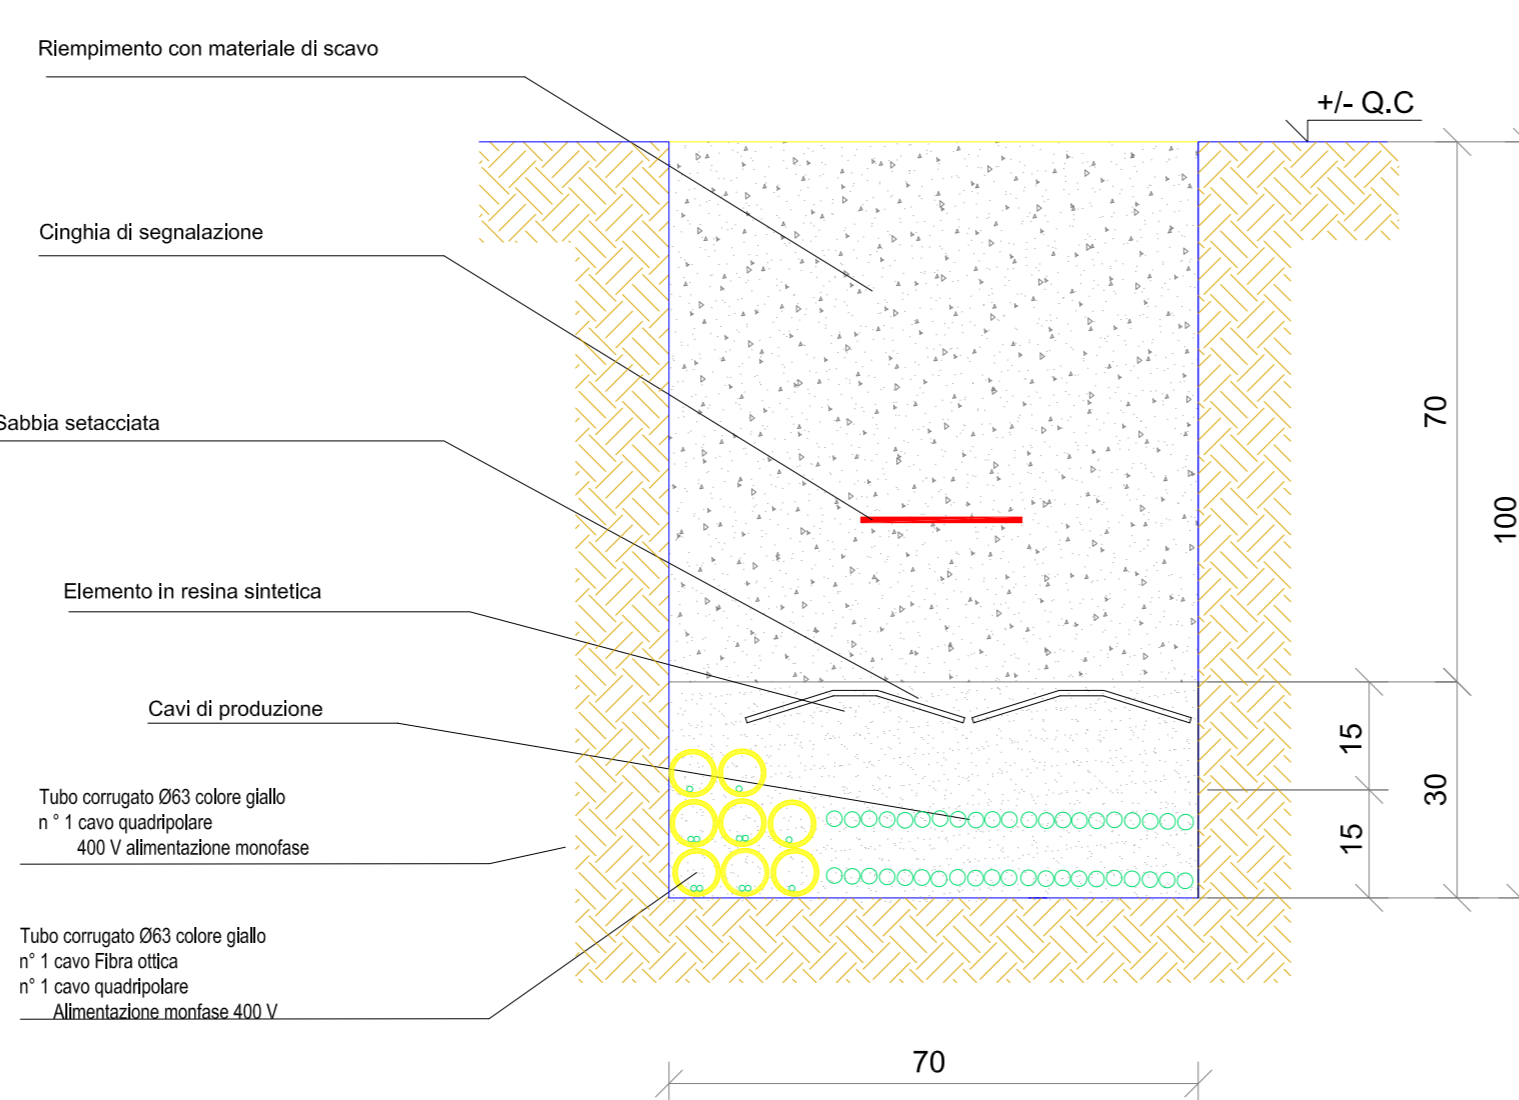 Riempimento con materiale di scavo
+/- Q.C
Cinghia di segnalazione
Sabbia setacciata
70
100
Elemento in resina sintetica
Cavi di produzione
15
30
15
Tubo corrugato Ø63 colore giallo
n ° 1 cavo quadripolare
400 V alimentazione monofase
Tubo corrugato Ø63 colore giallo
n° 1 cavo Fibra ottica
n° 1 cavo quadripolare
Alimentazione monfase 400 V
70